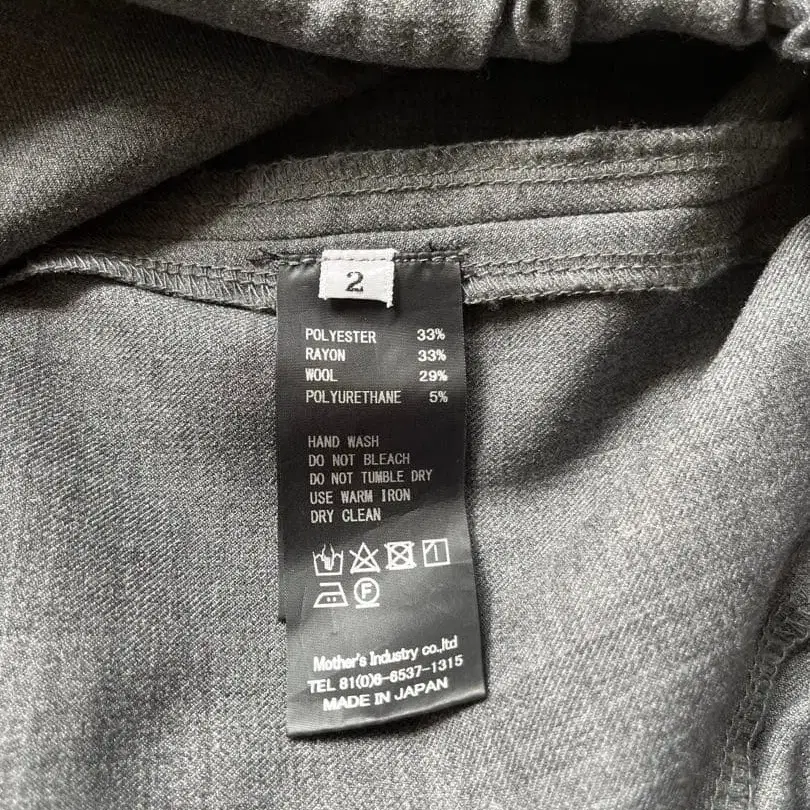 2
POLYESTER 33%
RAYON 33%
WOOL 29%
POLYURETHANE 5%
HAND WASH
DO NOT BLEACH
DO NOT TUMBLE DRY
USE WARM IRON
DRY CLEAN
F
Mother's Industry co.,ltd
TEL 81(0)6-6537-1315
MADE IN JAPAN